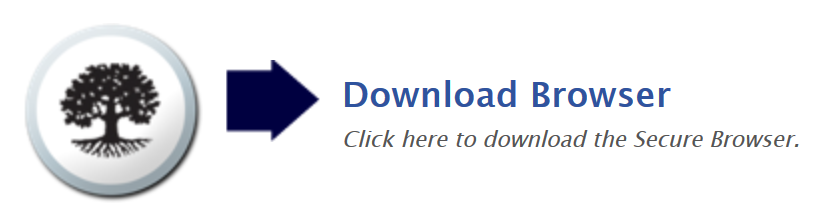 Download Browser
Click here to download the Secure Browser.